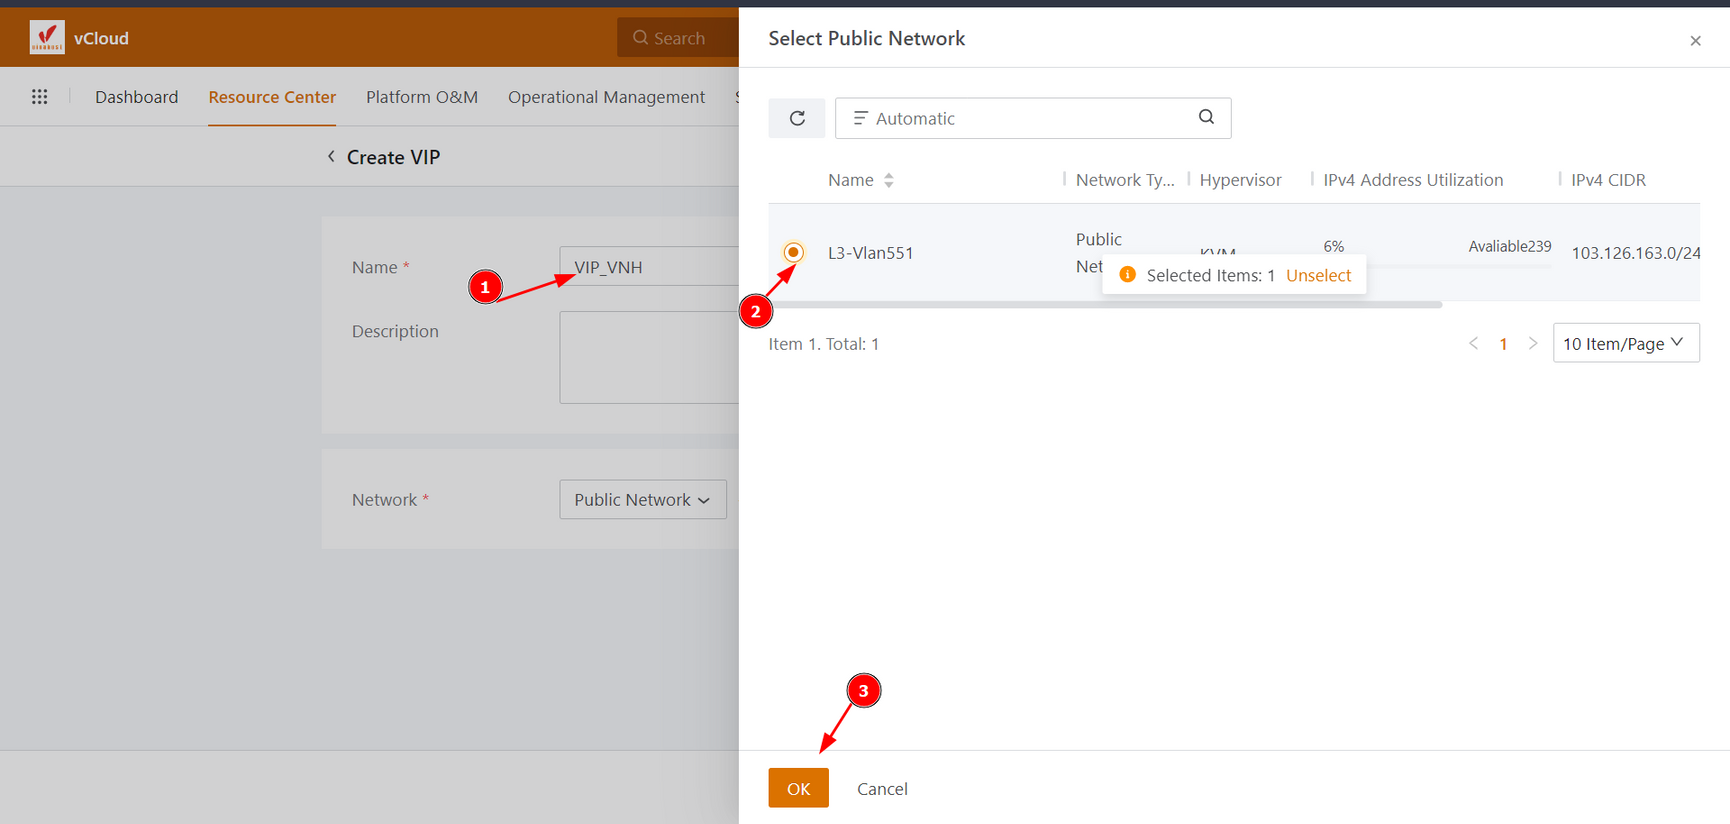 vCloud
Search
Dashboard
Resource Center
Platform O&M
Operational Management
Create VIP
Name *
VIP_VNH
1
Description
Network *
Public Network
Select Public Network
Automatic
Name
Network Ty...
Hypervisor
IPv4 Address Utilization
IPv4 CIDR
L3-Vlan551
Public
Net
KVM
6%
Avaliable239
103.126.163.0/24
Selected Items: 1 Unselect
2
Item 1. Total: 1
1
10 Item/Page
3
OK
Cancel